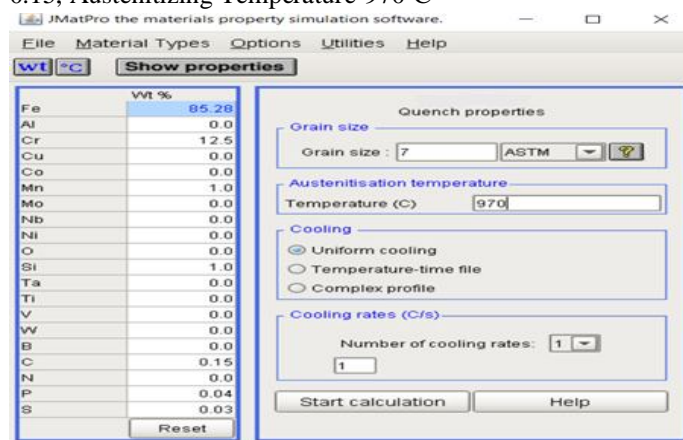 0.15, Austenitizing Temperature 970 C
JMatPro the materials property simulation software.
File Material Types Options Utilities Help
wt °C Show properties
Wt %
Fe 85.28
Al 0.0
Cr 12.5
Cu 0.0
Co 0.0
Mn 1.0
Mo 0.0
Nb 0.0
Ni 0.0
O 0.0
Si 1.0
Ta 0.0
Ti 0.0
V 0.0
W 0.0
B 0.0
C 0.15
N 0.0
P 0.04
S 0.03
Reset
Quench properties
Grain size
Grain size : 7 ASTM ?
Austenitisation temperature
Temperature (C) 970
Cooling
Uniform cooling
Temperature-time file
Complex profile
Cooling rates (C/s)
Number of cooling rates: 1
1
Start calculation Help